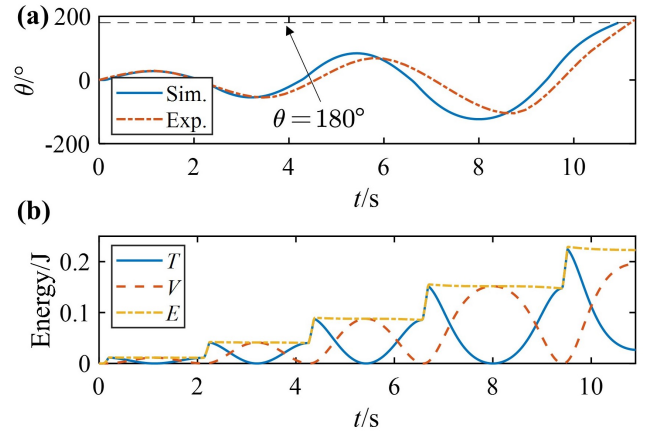 (a)
200
0
-200
θ/°
Sim.
Exp.
θ = 180°
0 2 4 6 8 10
t/s
(b)
0.2
0.1
0
Energy/J
T
V
E
0 2 4 6 8 10
t/s